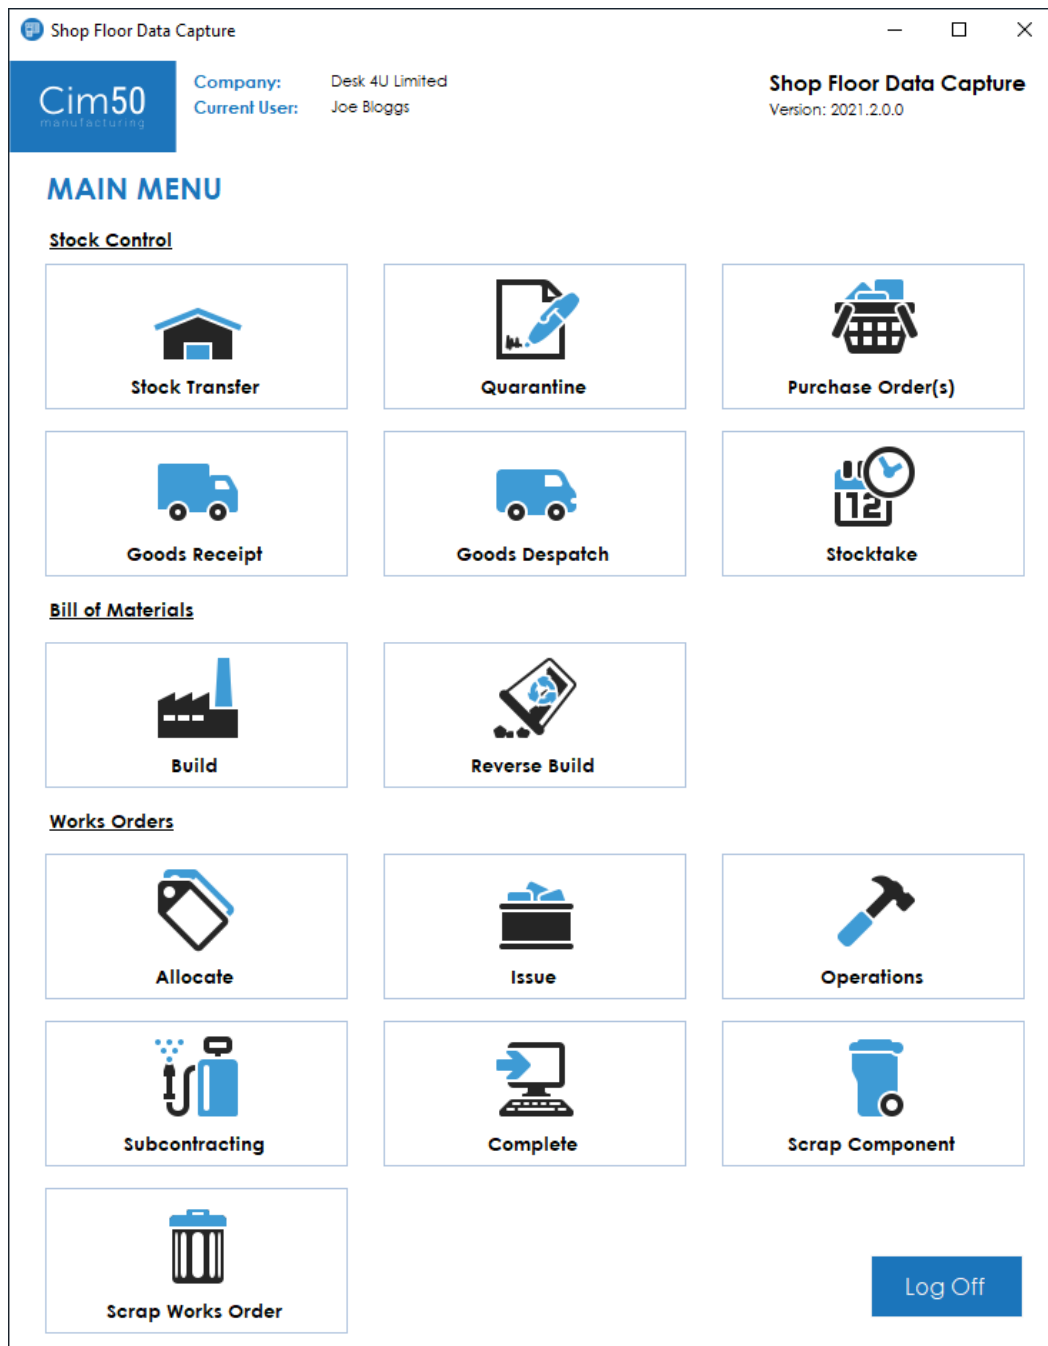 Shop Floor Data Capture
Cim50
manufacturing
Company: Desk 4U Limited
Current User: Joe Bloggs
Shop Floor Data Capture
Version: 2021.2.0.0
MAIN MENU
Stock Control
Stock Transfer
Quarantine
Purchase Order(s)
12
Goods Receipt
Goods Despatch
Stocktake
Bill of Materials
Build
Reverse Build
Works Orders
Allocate
Issue
Operations
Subcontracting
Complete
Scrap Component
Scrap Works Order
Log Off